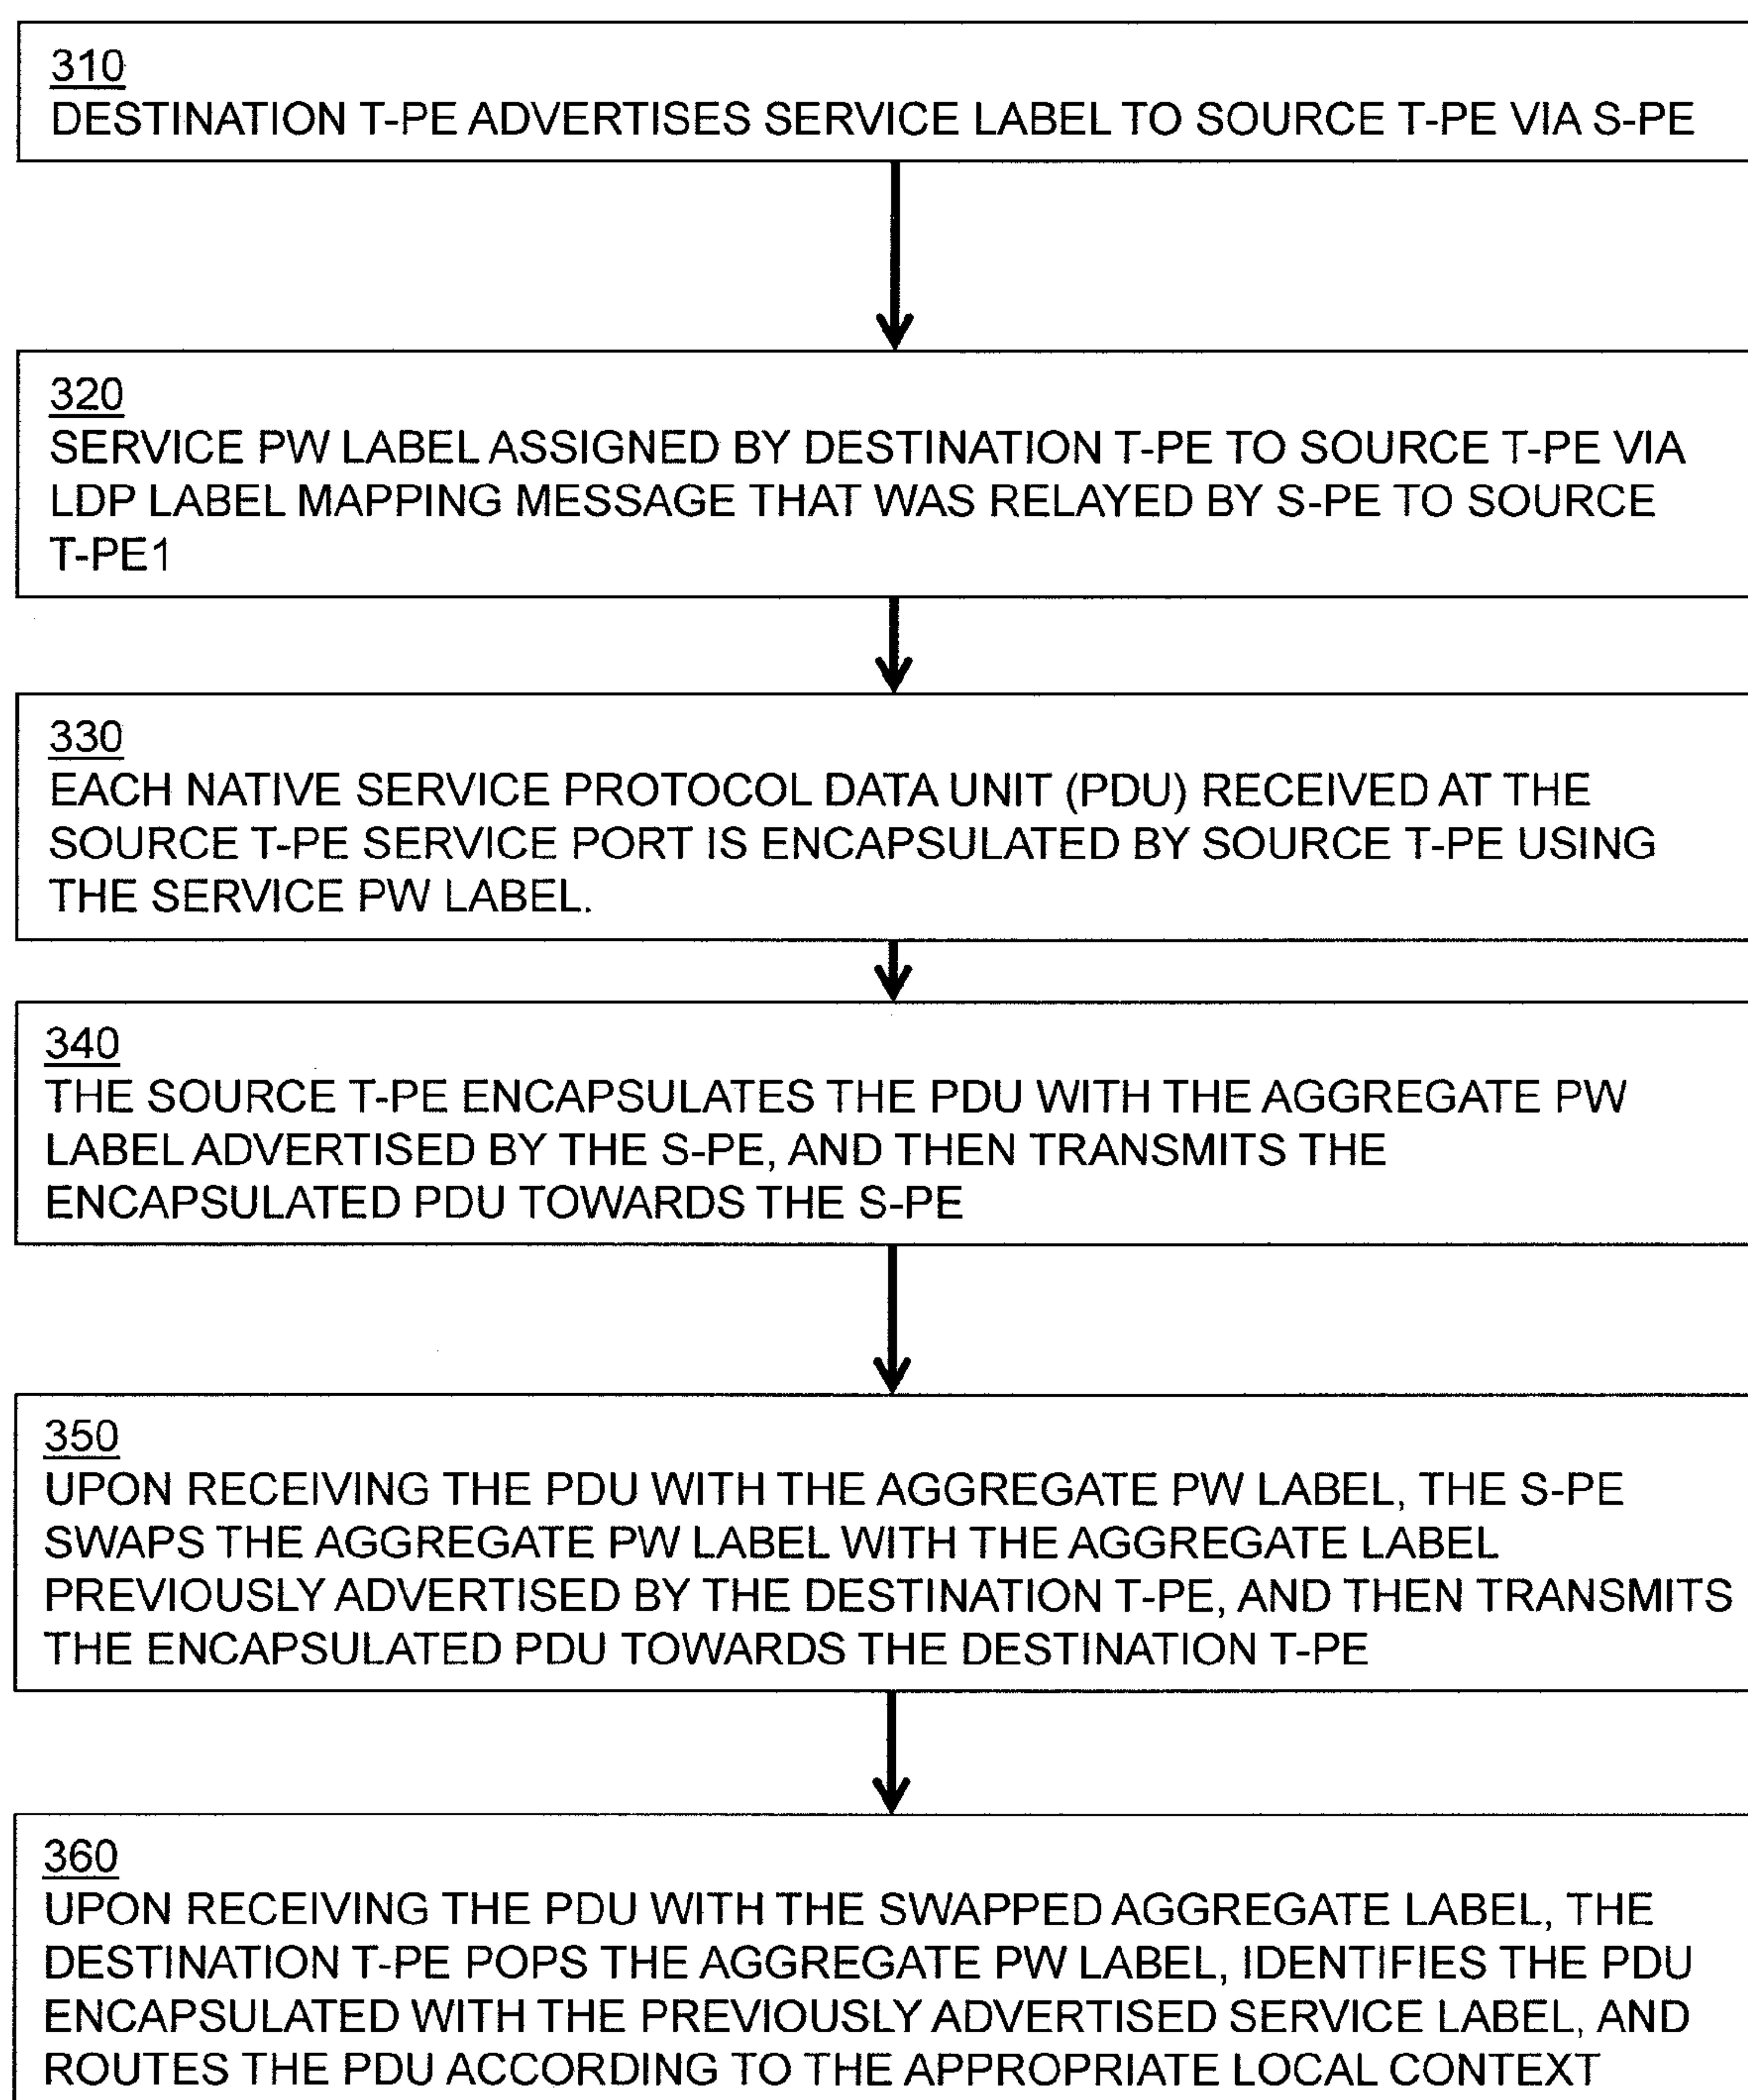 310
DESTINATION T-PE ADVERTISES SERVICE LABEL TO SOURCE T-PE VIA S-PE
320
SERVICE PW LABEL ASSIGNED BY DESTINATION T-PE TO SOURCE T-PE VIA
LDP LABEL MAPPING MESSAGE THAT WAS RELAYED BY S-PE TO SOURCE
T-PE1
330
EACH NATIVE SERVICE PROTOCOL DATA UNIT (PDU) RECEIVED AT THE
SOURCE T-PE SERVICE PORT IS ENCAPSULATED BY SOURCE T-PE USING
THE SERVICE PW LABEL.
340
THE SOURCE T-PE ENCAPSULATES THE PDU WITH THE AGGREGATE PW
LABEL ADVERTISED BY THE S-PE, AND THEN TRANSMITS THE
ENCAPSULATED PDU TOWARDS THE S-PE
350
UPON RECEIVING THE PDU WITH THE AGGREGATE PW LABEL, THE S-PE
SWAPS THE AGGREGATE PW LABEL WITH THE AGGREGATE LABEL
PREVIOUSLY ADVERTISED BY THE DESTINATION T-PE, AND THEN TRANSMITS
THE ENCAPSULATED PDU TOWARDS THE DESTINATION T-PE
360
UPON RECEIVING THE PDU WITH THE SWAPPED AGGREGATE LABEL, THE
DESTINATION T-PE POPS THE AGGREGATE PW LABEL, IDENTIFIES THE PDU
ENCAPSULATED WITH THE PREVIOUSLY ADVERTISED SERVICE LABEL, AND
ROUTES THE PDU ACCORDING TO THE APPROPRIATE LOCAL CONTEXT